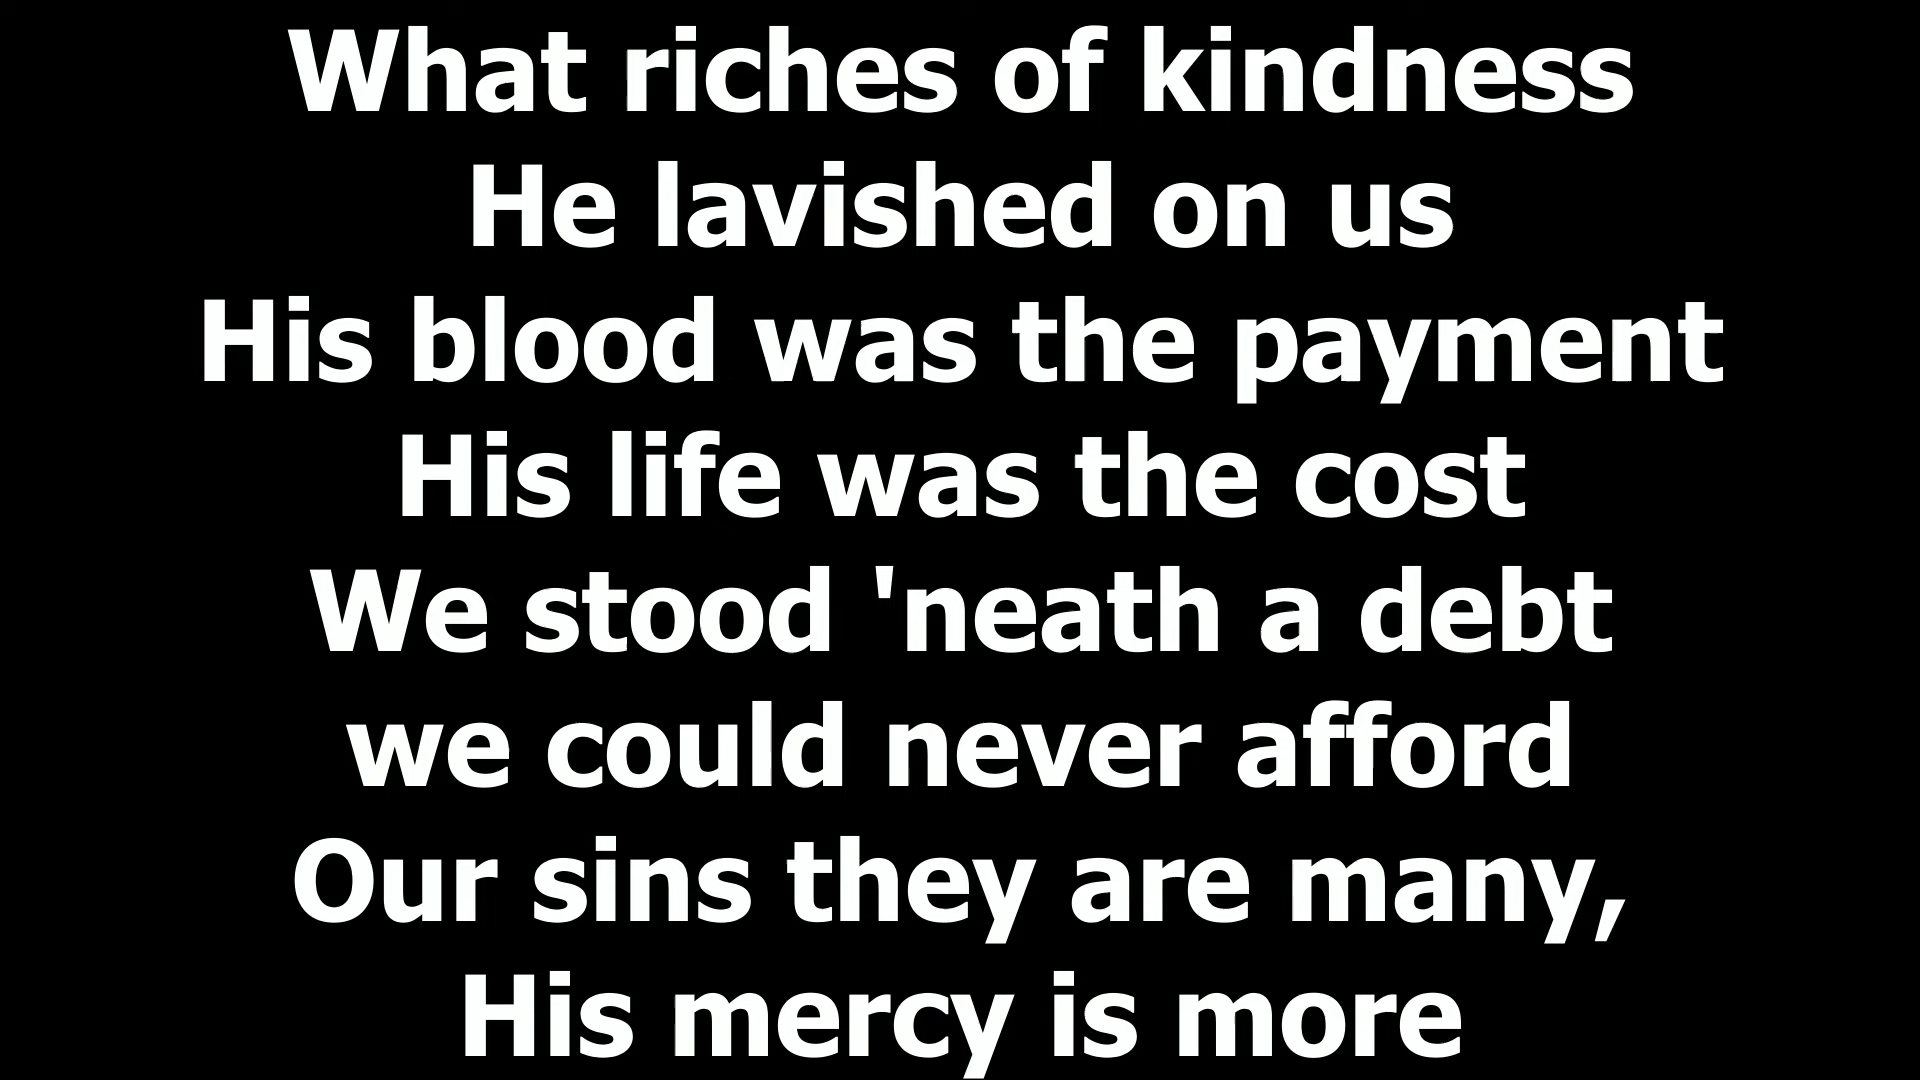 What riches of kindness
He lavished on us
His blood was the payment
His life was the cost
We stood 'neath a debt
we could never afford
Our sins they are many,
His mercy is more